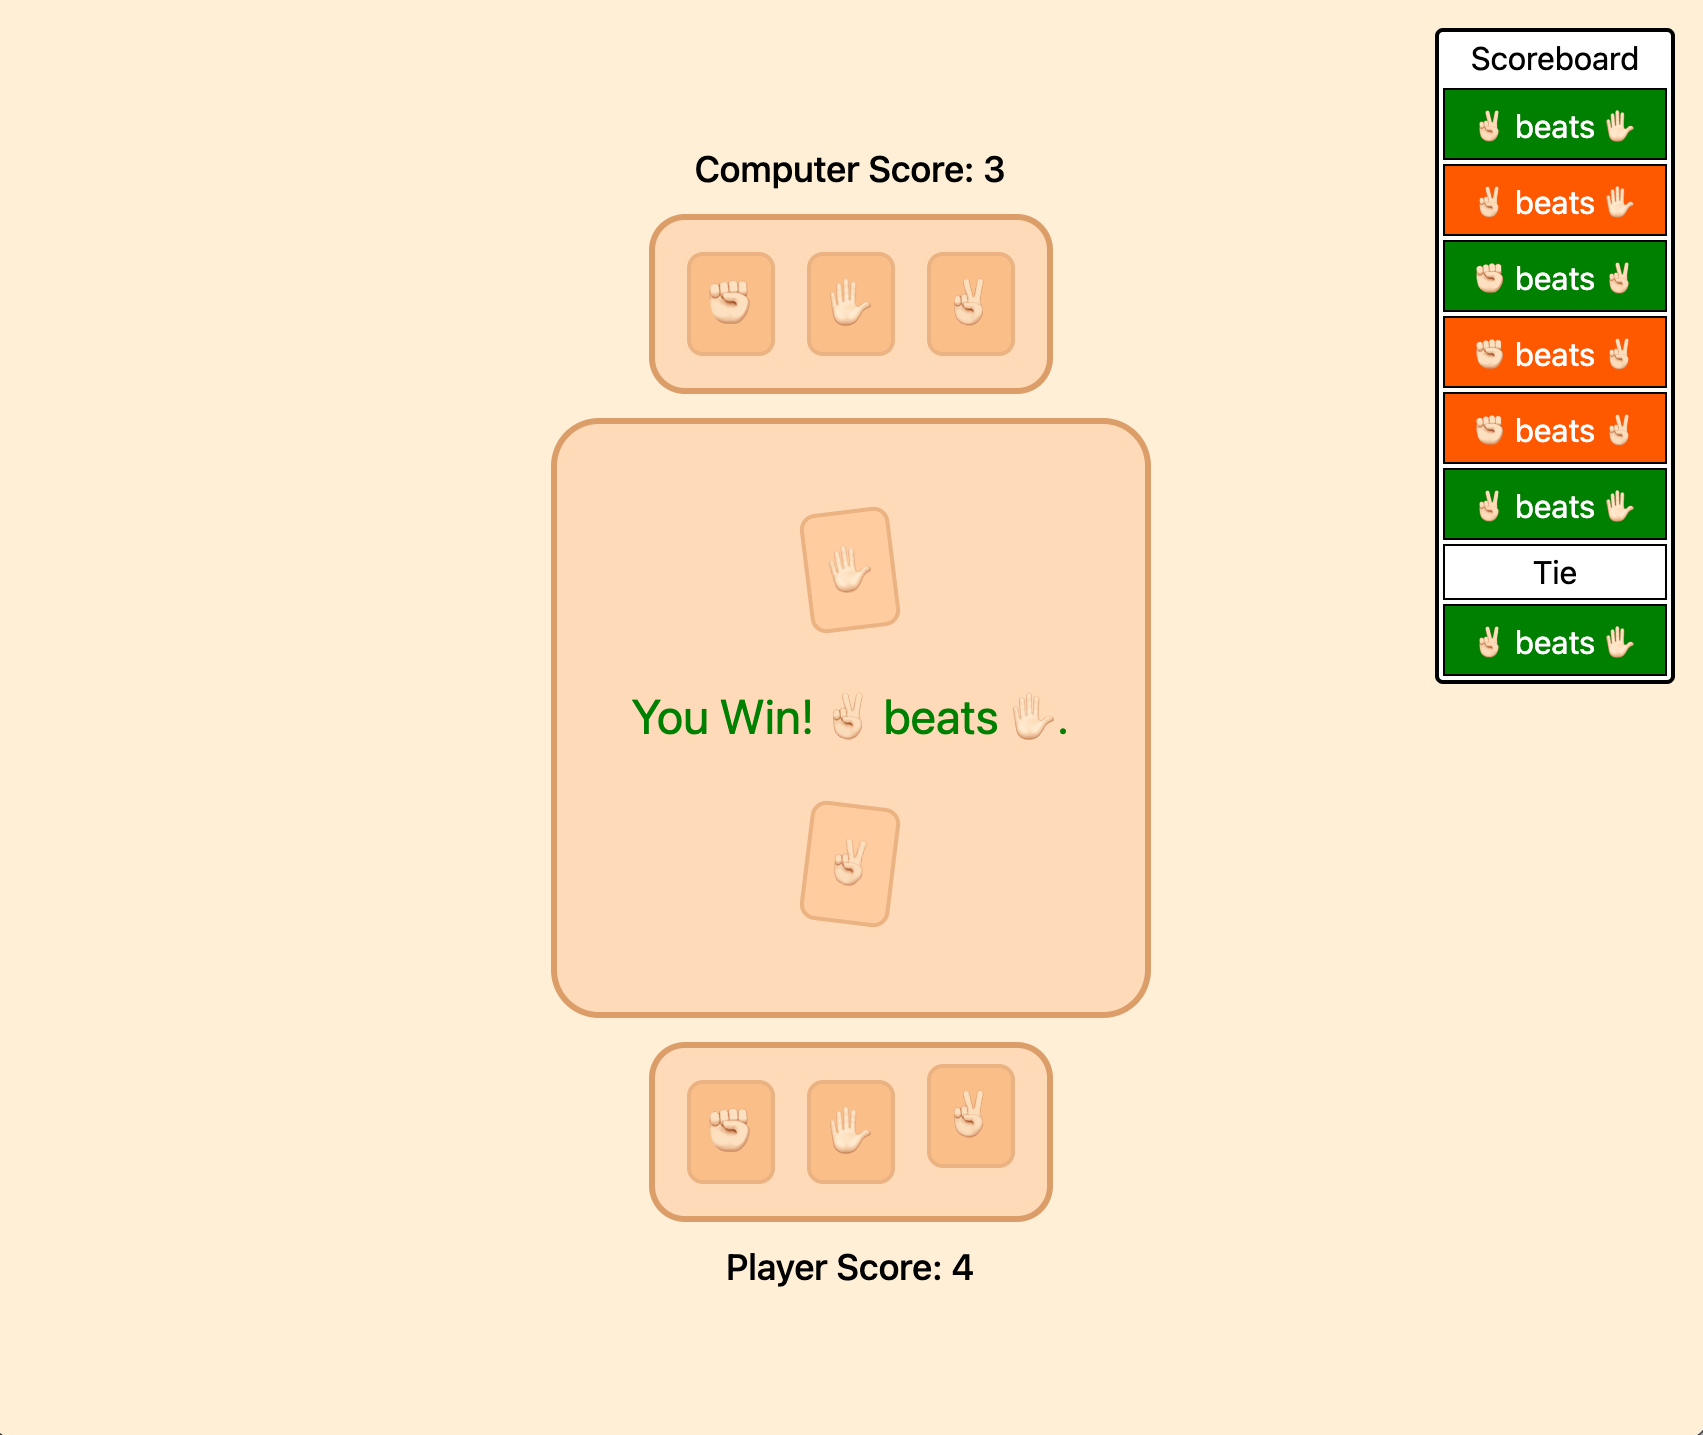 Computer Score: 3
You Win! ✌🏻 beats 🖐🏻.
Player Score: 4
Scoreboard
✌🏻 beats 🖐🏻
✌🏻 beats 🖐🏻
✊🏻 beats ✌🏻
✊🏻 beats ✌🏻
✊🏻 beats ✌🏻
✌🏻 beats 🖐🏻
Tie
✌🏻 beats 🖐🏻